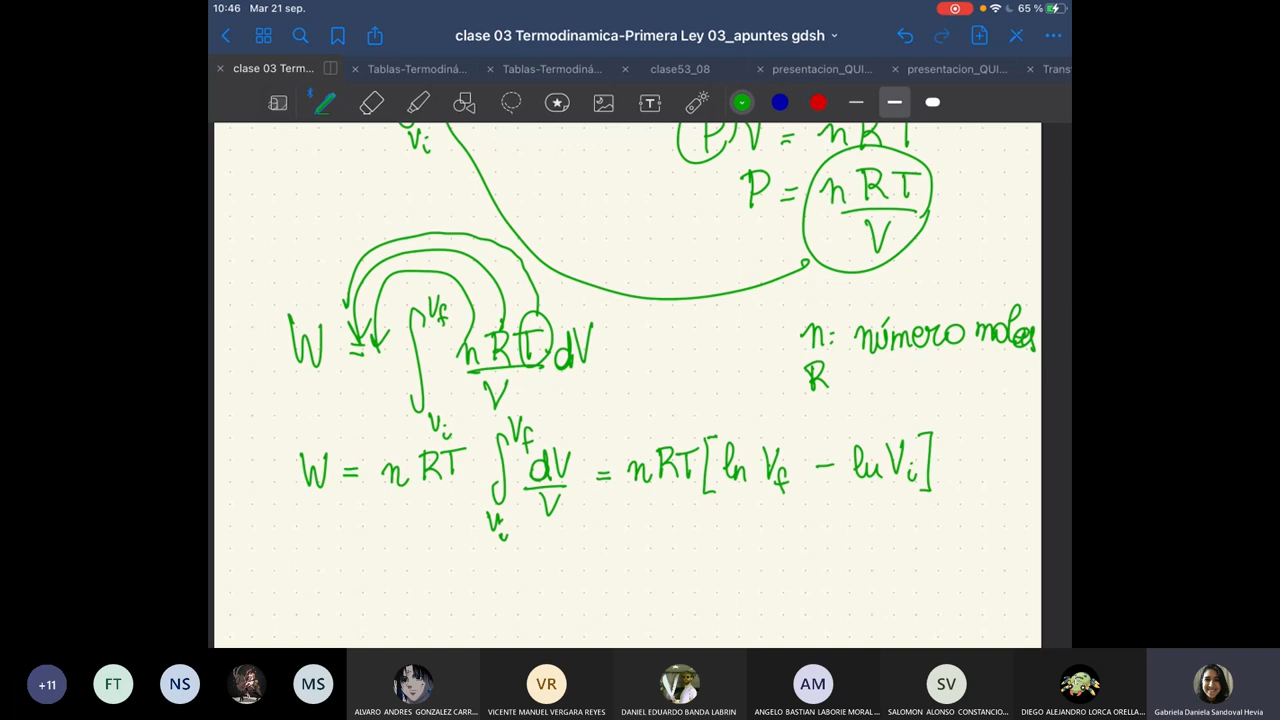 10:46 Mar 21 sep. 65 %
clase 03 Termodinamica-Primera Ley 03_apuntes gdsh
clase 03 Term... Tablas-Termodiná... Tablas-Termodiná... clase53_08 presentacion_QUI... presentacion_QUI... Trans
Vi
PV = nRT
P = nRT/V
W = ∫ Vf Vi nRT/V dV
n: número moles
R
W = nRT ∫ Vf Vi dV/V = nRT [ln Vf - ln Vi]
+11 FT NS MS VR AM SV
ALVARO ANDRES GONZALEZ CARR... VICENTE MANUEL VERGARA REYES DANIEL EDUARDO BANDA LABRIN ANGELO BASTIAN LABORIE MORAL... SALOMON ALONSO CONSTANCIO... DIEGO ALEJANDRO LORCA ORELLA... Gabriela Daniela Sandoval Hevia